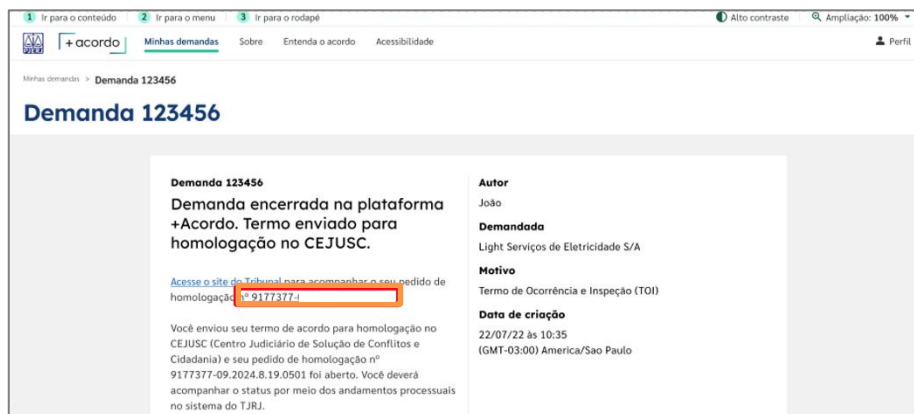 1 Ir para o conteúdo 2 Ir para o menu 3 Ir para o rodapé Alto contraste Ampliação: 100%
PJERJ +acordo Minhas demandas Sobre Entenda o acordo Acessibilidade Perfil
Minhas demandas > Demanda 123456
Demanda 123456
Demanda 123456
Demanda encerrada na plataforma
+Acordo. Termo enviado para
homologação no CEJUSC.
Acesse o site do Tribunal para acompanhar o seu pedido de
homologação nº 9177377-
Você enviou seu termo de acordo para homologação no
CEJUSC (Centro Judiciário de Solução de Conflitos e
Cidadania) e seu pedido de homologação nº
9177377-09.2024.8.19.0501 foi aberto. Você deverá
acompanhar o status por meio dos andamentos processuais
no sistema do TJRJ.
Autor
João
Demandada
Light Serviços de Eletricidade S/A
Motivo
Termo de Ocorrência e Inspeção (TOI)
Data de criação
22/07/22 às 10:35
(GMT-03:00) America/Sao Paulo